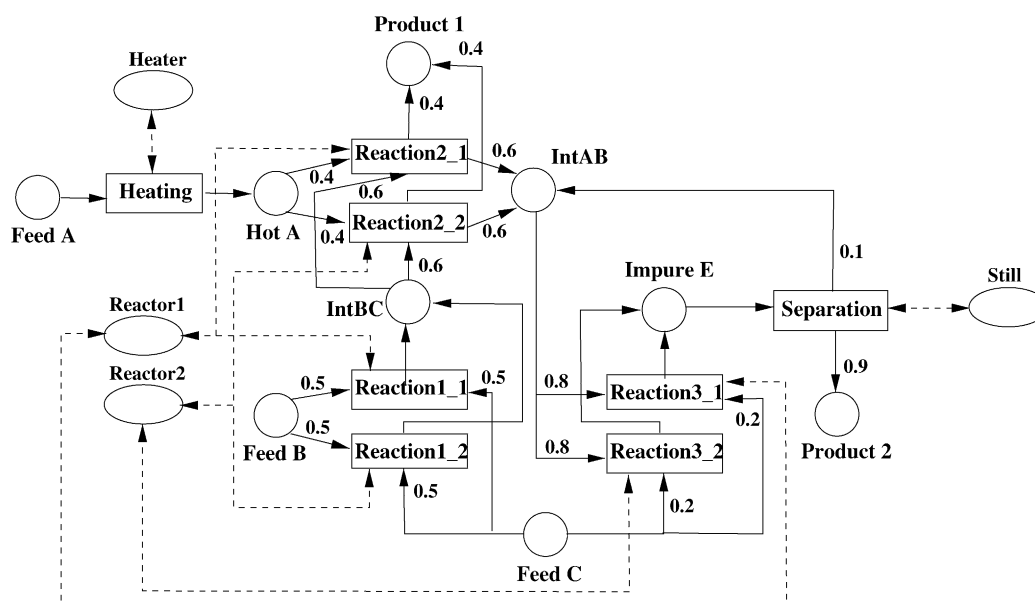 Product 1
0.4
Heater
0.4
Reaction2_1
0.6
IntAB
0.4
0.6
Heating
Feed A
Hot A
0.4
Reaction2_2
0.6
0.1
0.6
Impure E
Still
Reactor1
IntBC
Separation
Reactor2
0.5
Reaction1_1
0.5
0.8
Reaction3_1
0.9
0.2
Feed B
0.5
Reaction1_2
0.8
Reaction3_2
Product 2
0.5
0.2
Feed C